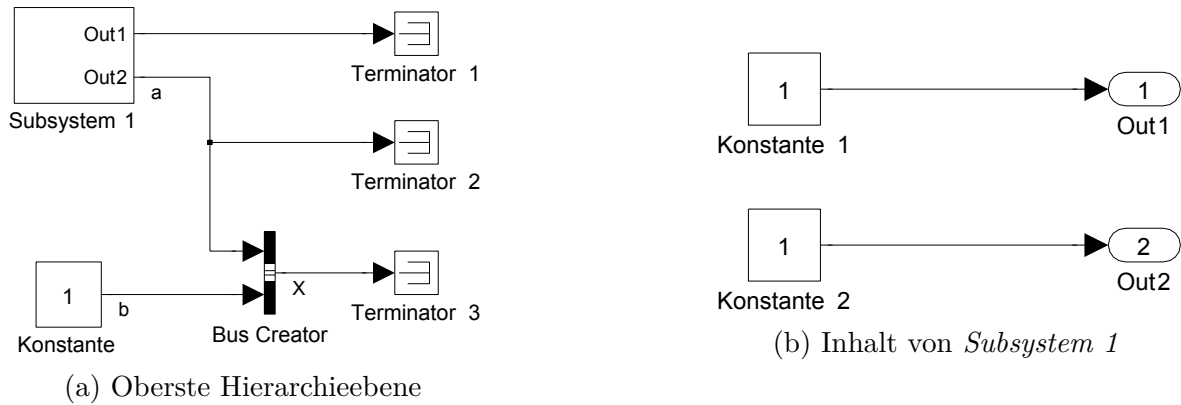 Out1
Out2
a
Subsystem 1
Terminator 1
Terminator 2
1
b
Konstante
X
Bus Creator
Terminator 3
(a) Oberste Hierarchieebene
1
Konstante 1
1
Out1
1
Konstante 2
2
Out2
(b) Inhalt von Subsystem 1